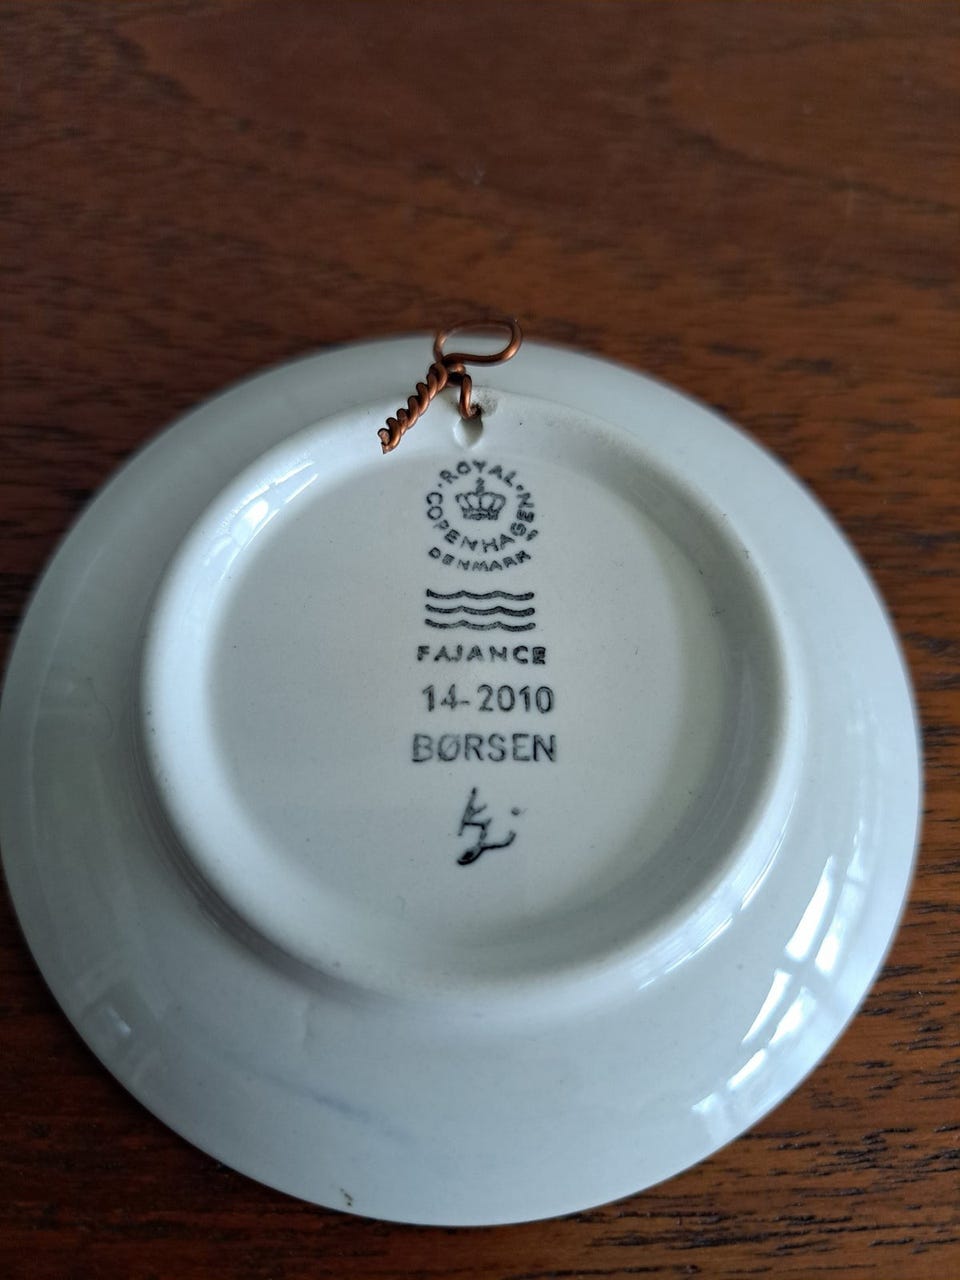 ROYAL
COPENHAGEN
DENMARK
FAJANCE
14-2010
BØRSEN